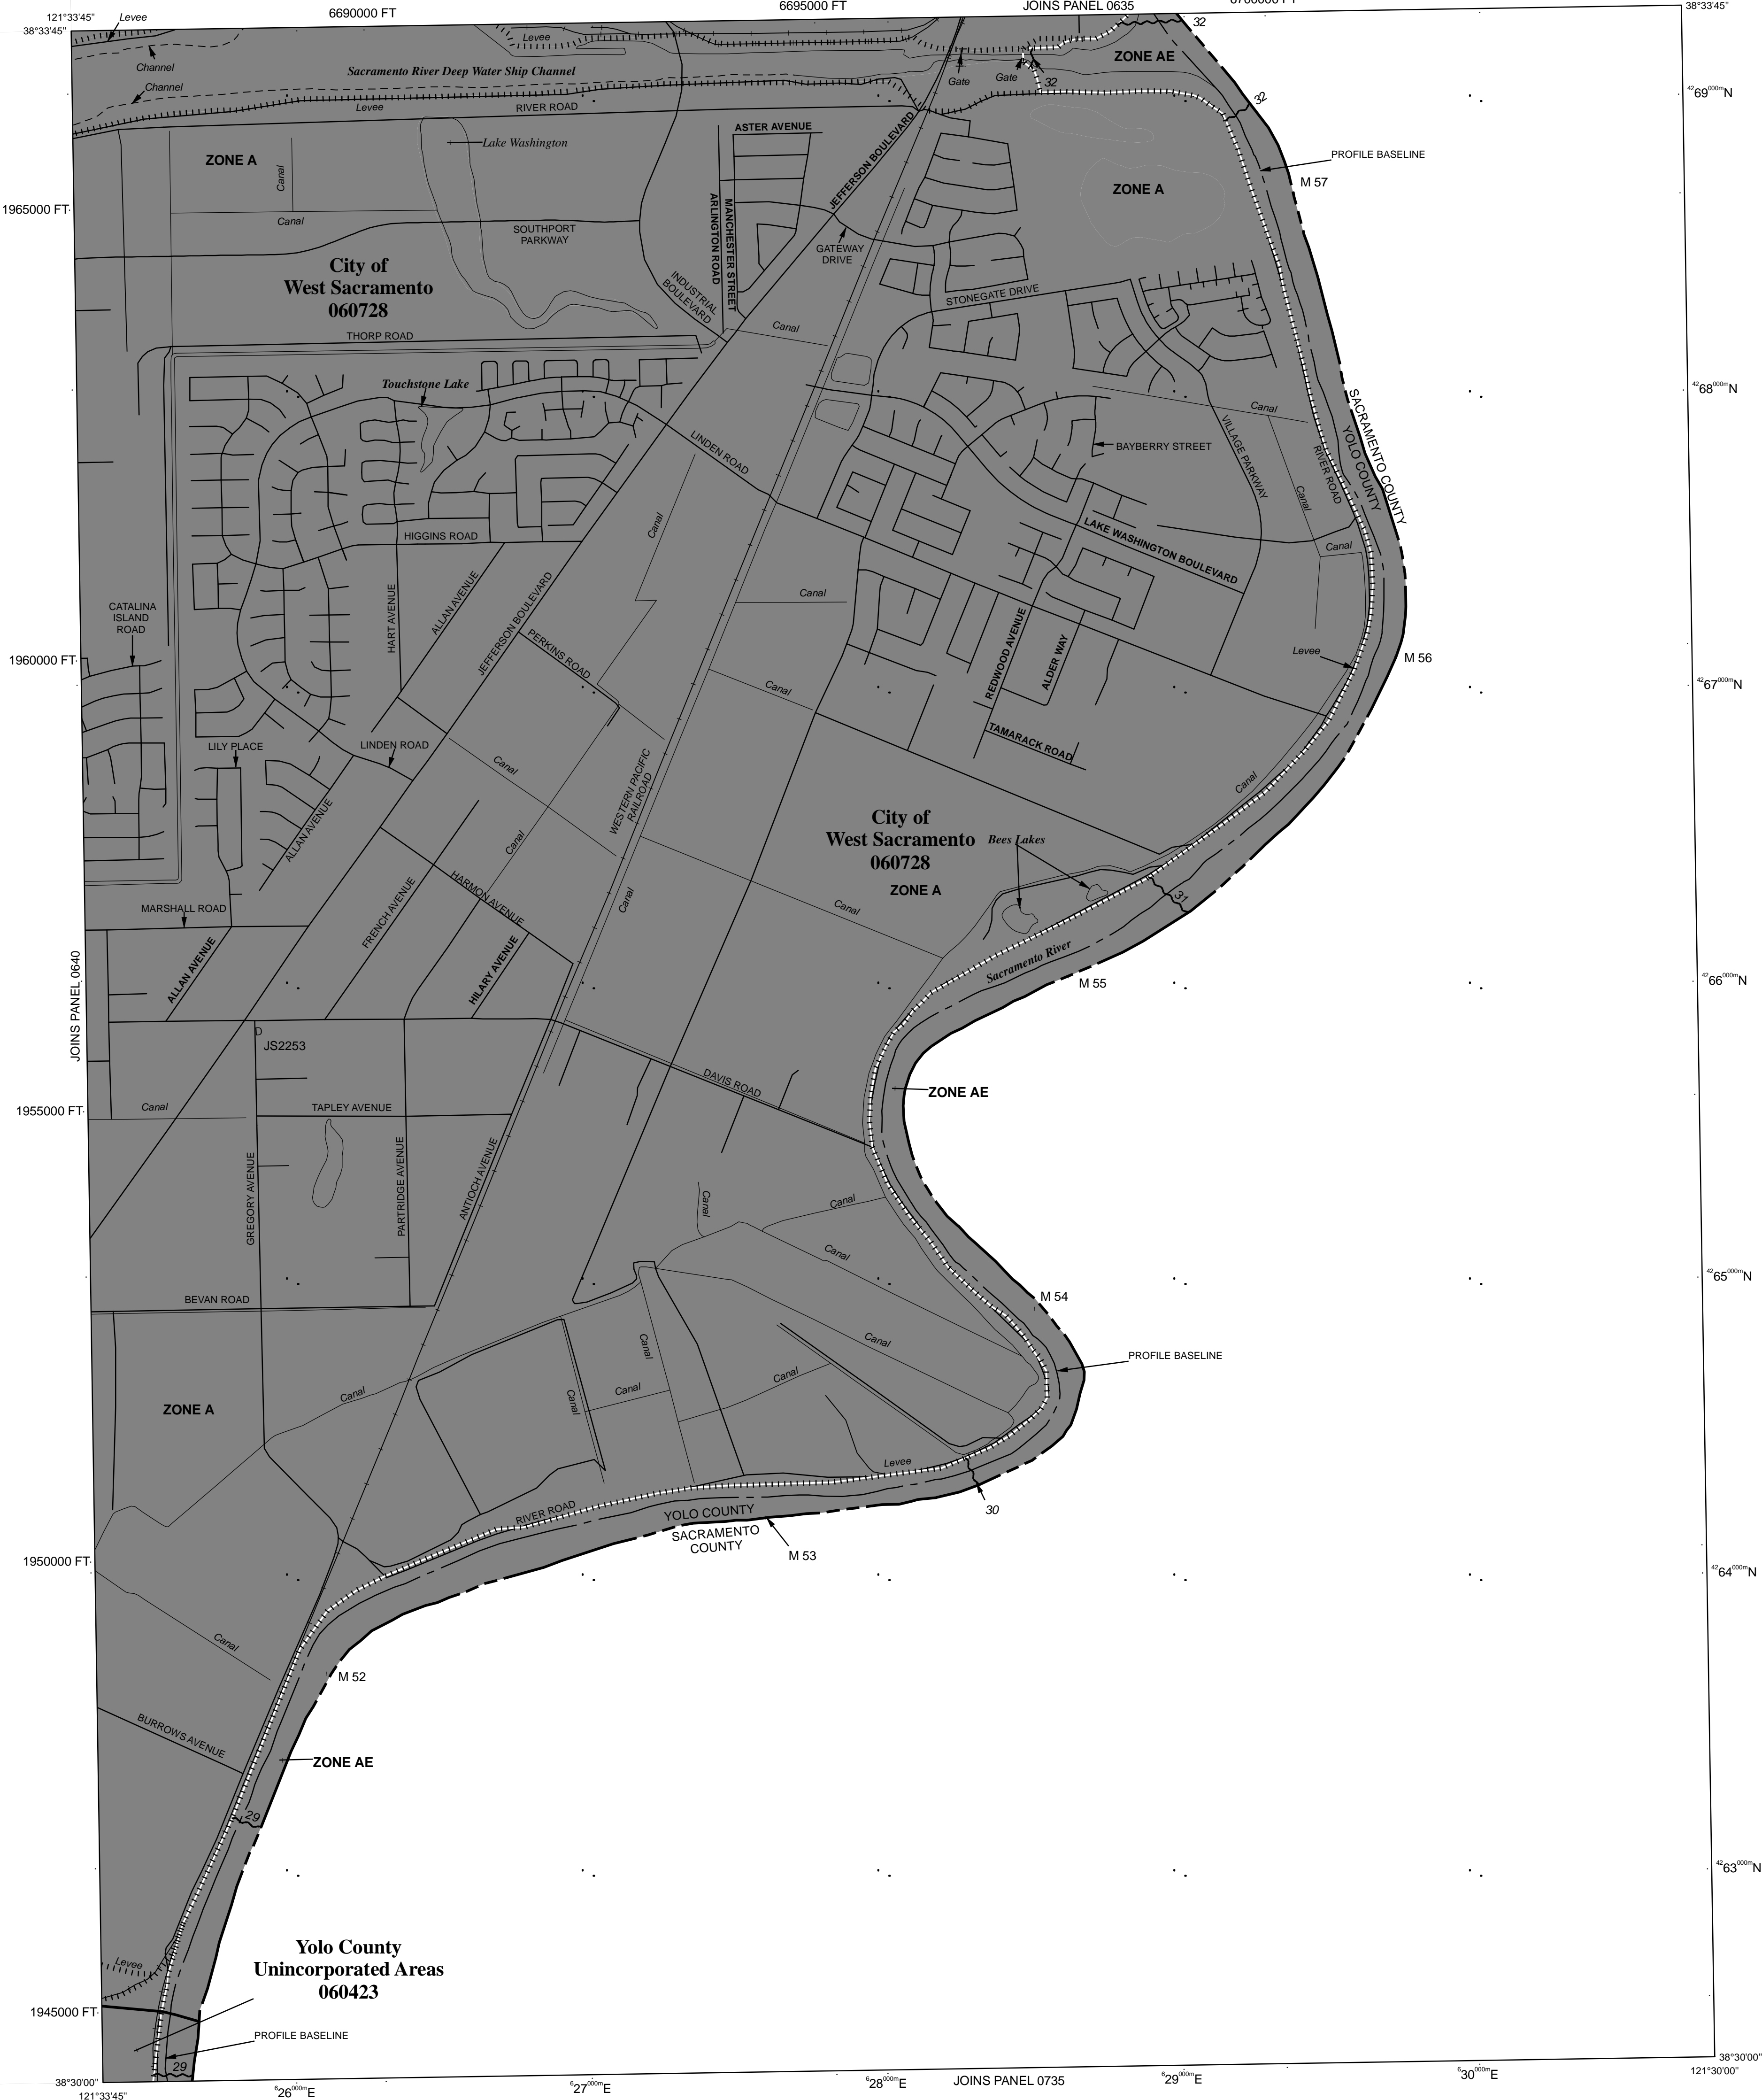 121°33'45"
6690000 FT
6695000 FT
JOINS PANEL 0635
121°33'45"
38°33'45"
38°33'45"
Levee
Levee
Channel
Channel
Sacramento River Deep Water Ship Channel
Levee
RIVER ROAD
Gate
Gate
32
32
32
ZONE AE
4269000m N
PROFILE BASELINE
M 57
ZONE A
Canal
Lake Washington
ASTER AVENUE
JEFFERSON BOULEVARD
ZONE A
1965000 FT
Canal
SOUTHPORT
PARKWAY
ARLINGTON ROAD
MANCHESTER STREET
GATEWAY
DRIVE
City of
West Sacramento
060728
INDUSTRIAL
BOULEVARD
STONEGATE DRIVE
THORP ROAD
Canal
Touchstone Lake
4268000m N
SACRAMENTO COUNTY
YOLO COUNTY
Canal
LINDEN ROAD
BAYBERRY STREET
VILLAGE PARKWAY
RIVER ROAD
Canal
Canal
HIGGINS ROAD
LAKE WASHINGTON BOULEVARD
Canal
CATALINA
ISLAND
ROAD
HART AVENUE
ALLAN AVENUE
JEFFERSON BOULEVARD
PERKINS ROAD
Canal
REDWOOD AVENUE
ALDER WAY
Levee
M 56
1960000 FT
4267000m N
Canal
TAMARACK ROAD
LILY PLACE
LINDEN ROAD
Canal
WESTERN PACIFIC
RAILROAD
Canal
ALLAN AVENUE
Canal
City of
West Sacramento
060728
Bees Lakes
ZONE A
HARMON AVENUE
FRENCH AVENUE
Canal
Canal
31
MARSHALL ROAD
ALLAN AVENUE
HILARY AVENUE
Sacramento River
M 55
4266000m N
JOINS PANEL 0640
JS2253
DAVIS ROAD
ZONE AE
1955000 FT
Canal
TAPLEY AVENUE
GREGORY AVENUE
PARTRIDGE AVENUE
ANTIOCH AVENUE
Canal
Canal
Canal
4265000m N
BEVAN ROAD
M 54
Canal
Canal
PROFILE BASELINE
Canal
Canal
Canal
Canal
ZONE A
Levee
RIVER ROAD
YOLO COUNTY
SACRAMENTO
COUNTY
30
M 53
1950000 FT
4264000m N
Canal
M 52
BURROWS AVENUE
ZONE AE
29
4263000m N
Levee
Yolo County
Unincorporated Areas
060423
1945000 FT
PROFILE BASELINE
29
38°30'00"
38°30'00"
121°33'45"
626000m E
627000m E
628000m E
JOINS PANEL 0735
629000m E
630000m E
121°30'00"